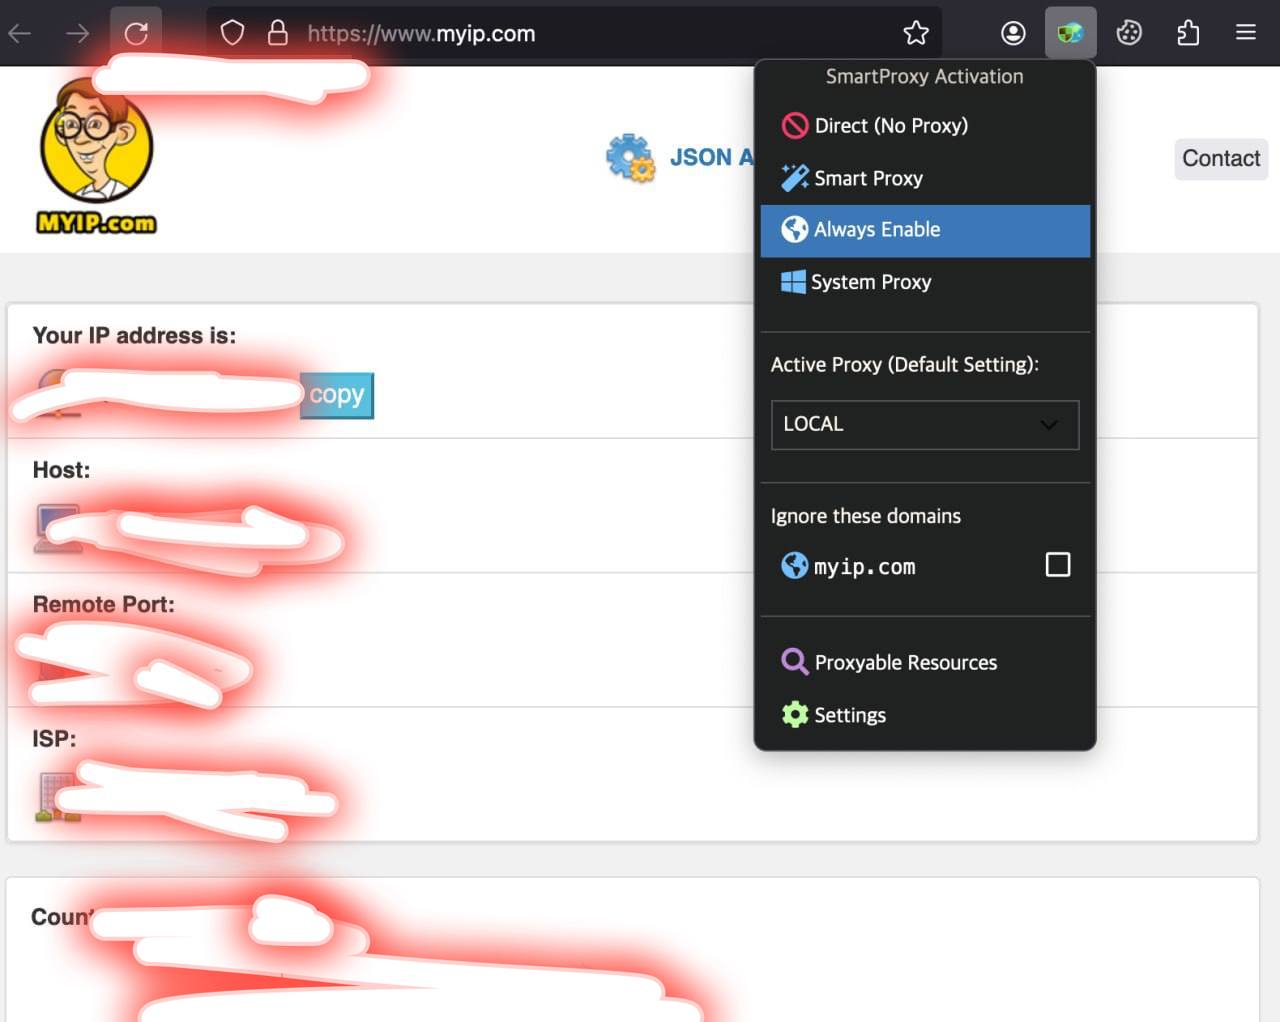 https://www.myip.com
SmartProxy Activation
Direct (No Proxy)
Smart Proxy
Always Enable
System Proxy
Active Proxy (Default Setting):
LOCAL
Ignore these domains
myip.com
Proxyable Resources
Settings
MYIP.com
JSON A
Contact
Your IP address is:
copy
Host:
Remote Port:
ISP:
Coun